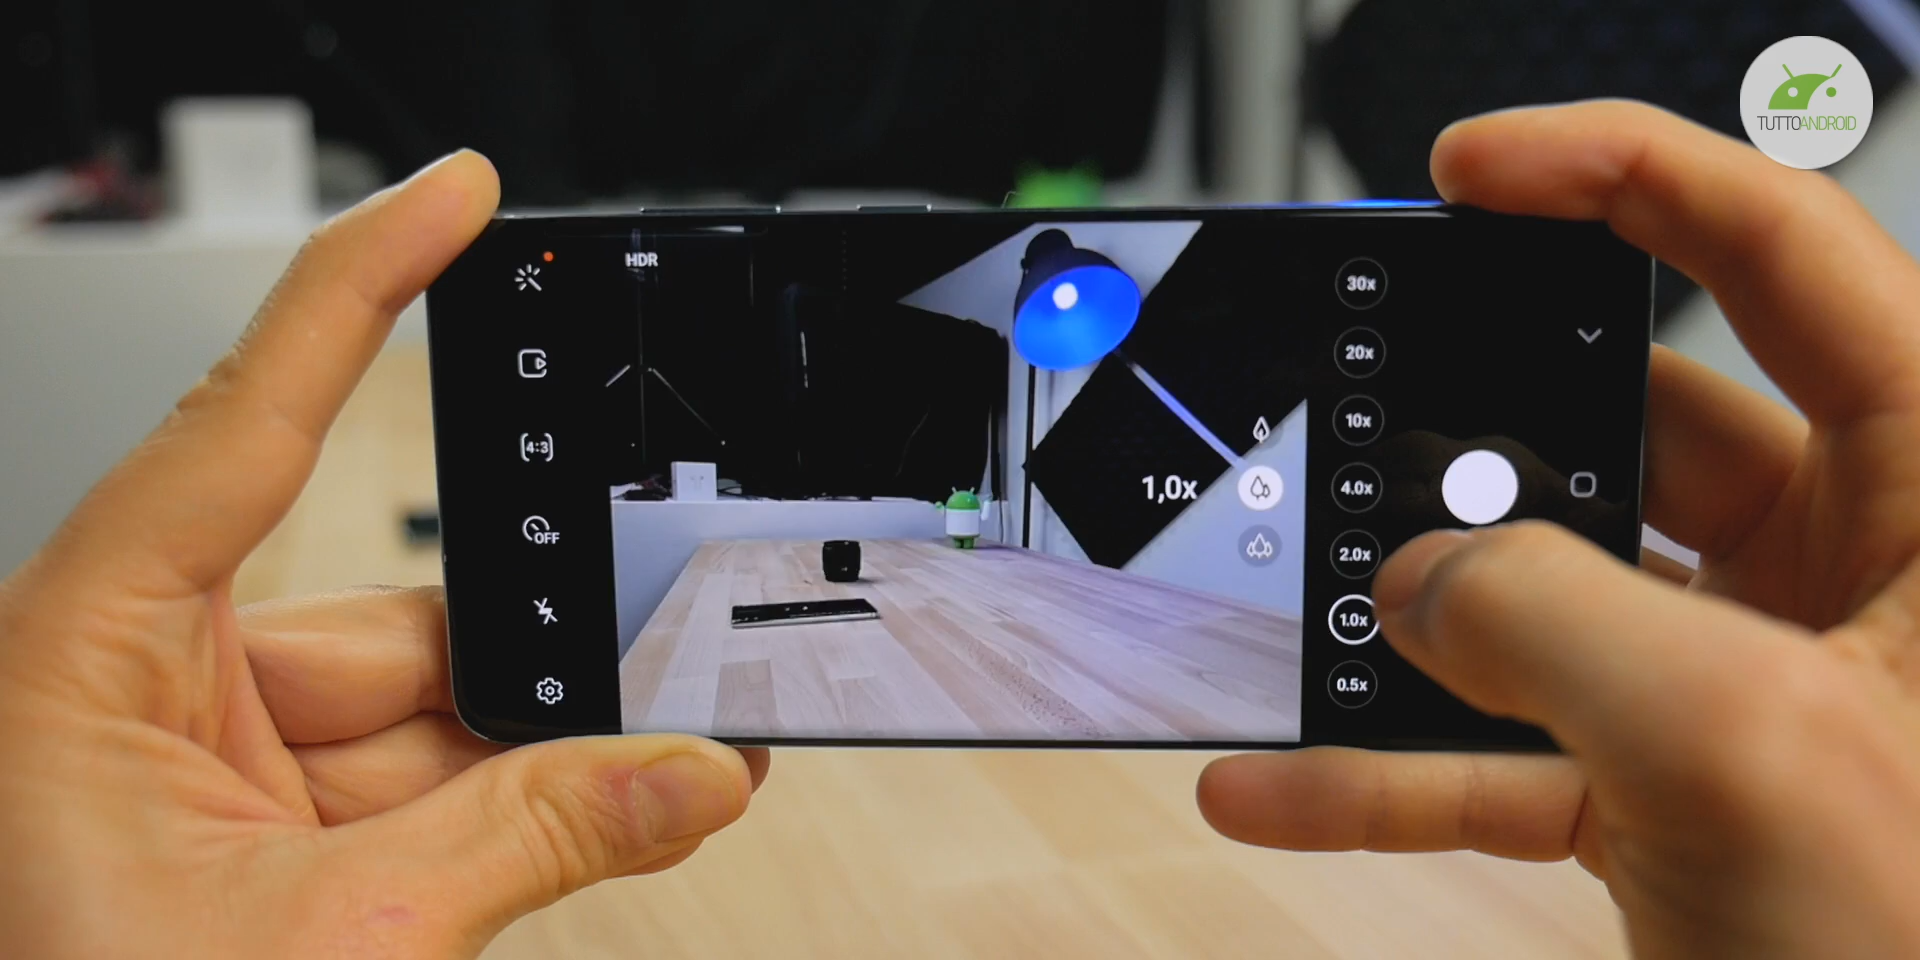 TUTTOANDROID
HDR
4:3
OFF
1,0x
30x
20x
10x
4.0x
2.0x
1.0x
0.5x